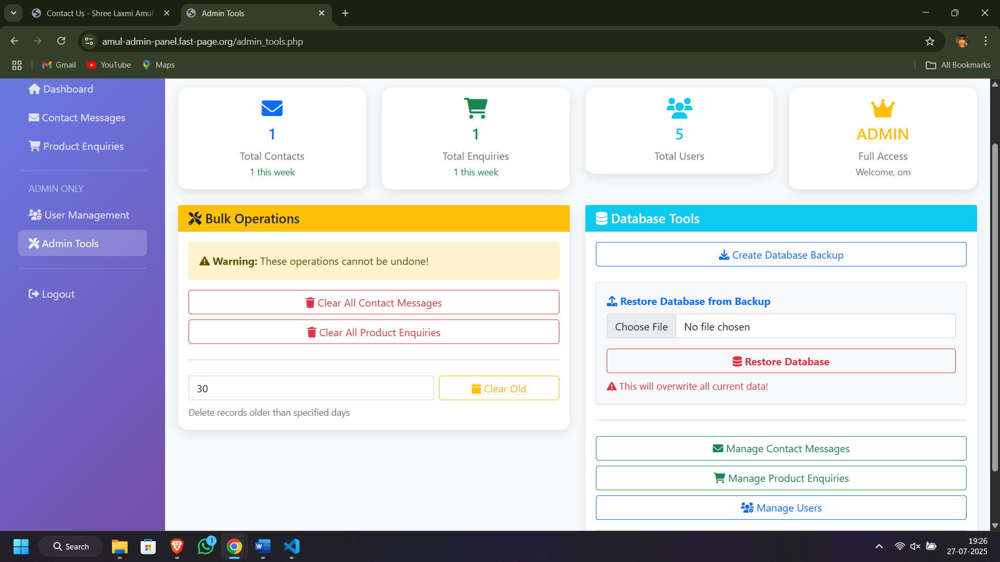 Contact Us - Shree Laxmi Amul
Admin Tools
amul-admin-panel.fast-page.org/admin_tools.php
Gmail
YouTube
Maps
All Bookmarks
Dashboard
Contact Messages
Product Enquiries
ADMIN ONLY
User Management
Admin Tools
Logout
1
Total Contacts
1 this week
1
Total Enquiries
1 this week
5
Total Users
ADMIN
Full Access
Welcome, om
Bulk Operations
Warning: These operations cannot be undone!
Clear All Contact Messages
Clear All Product Enquiries
30
Clear Old
Delete records older than specified days
Database Tools
Create Database Backup
Restore Database from Backup
Choose File No file chosen
Restore Database
This will overwrite all current data!
Manage Contact Messages
Manage Product Enquiries
Manage Users
Search
1
W
19:26
27-07-2025